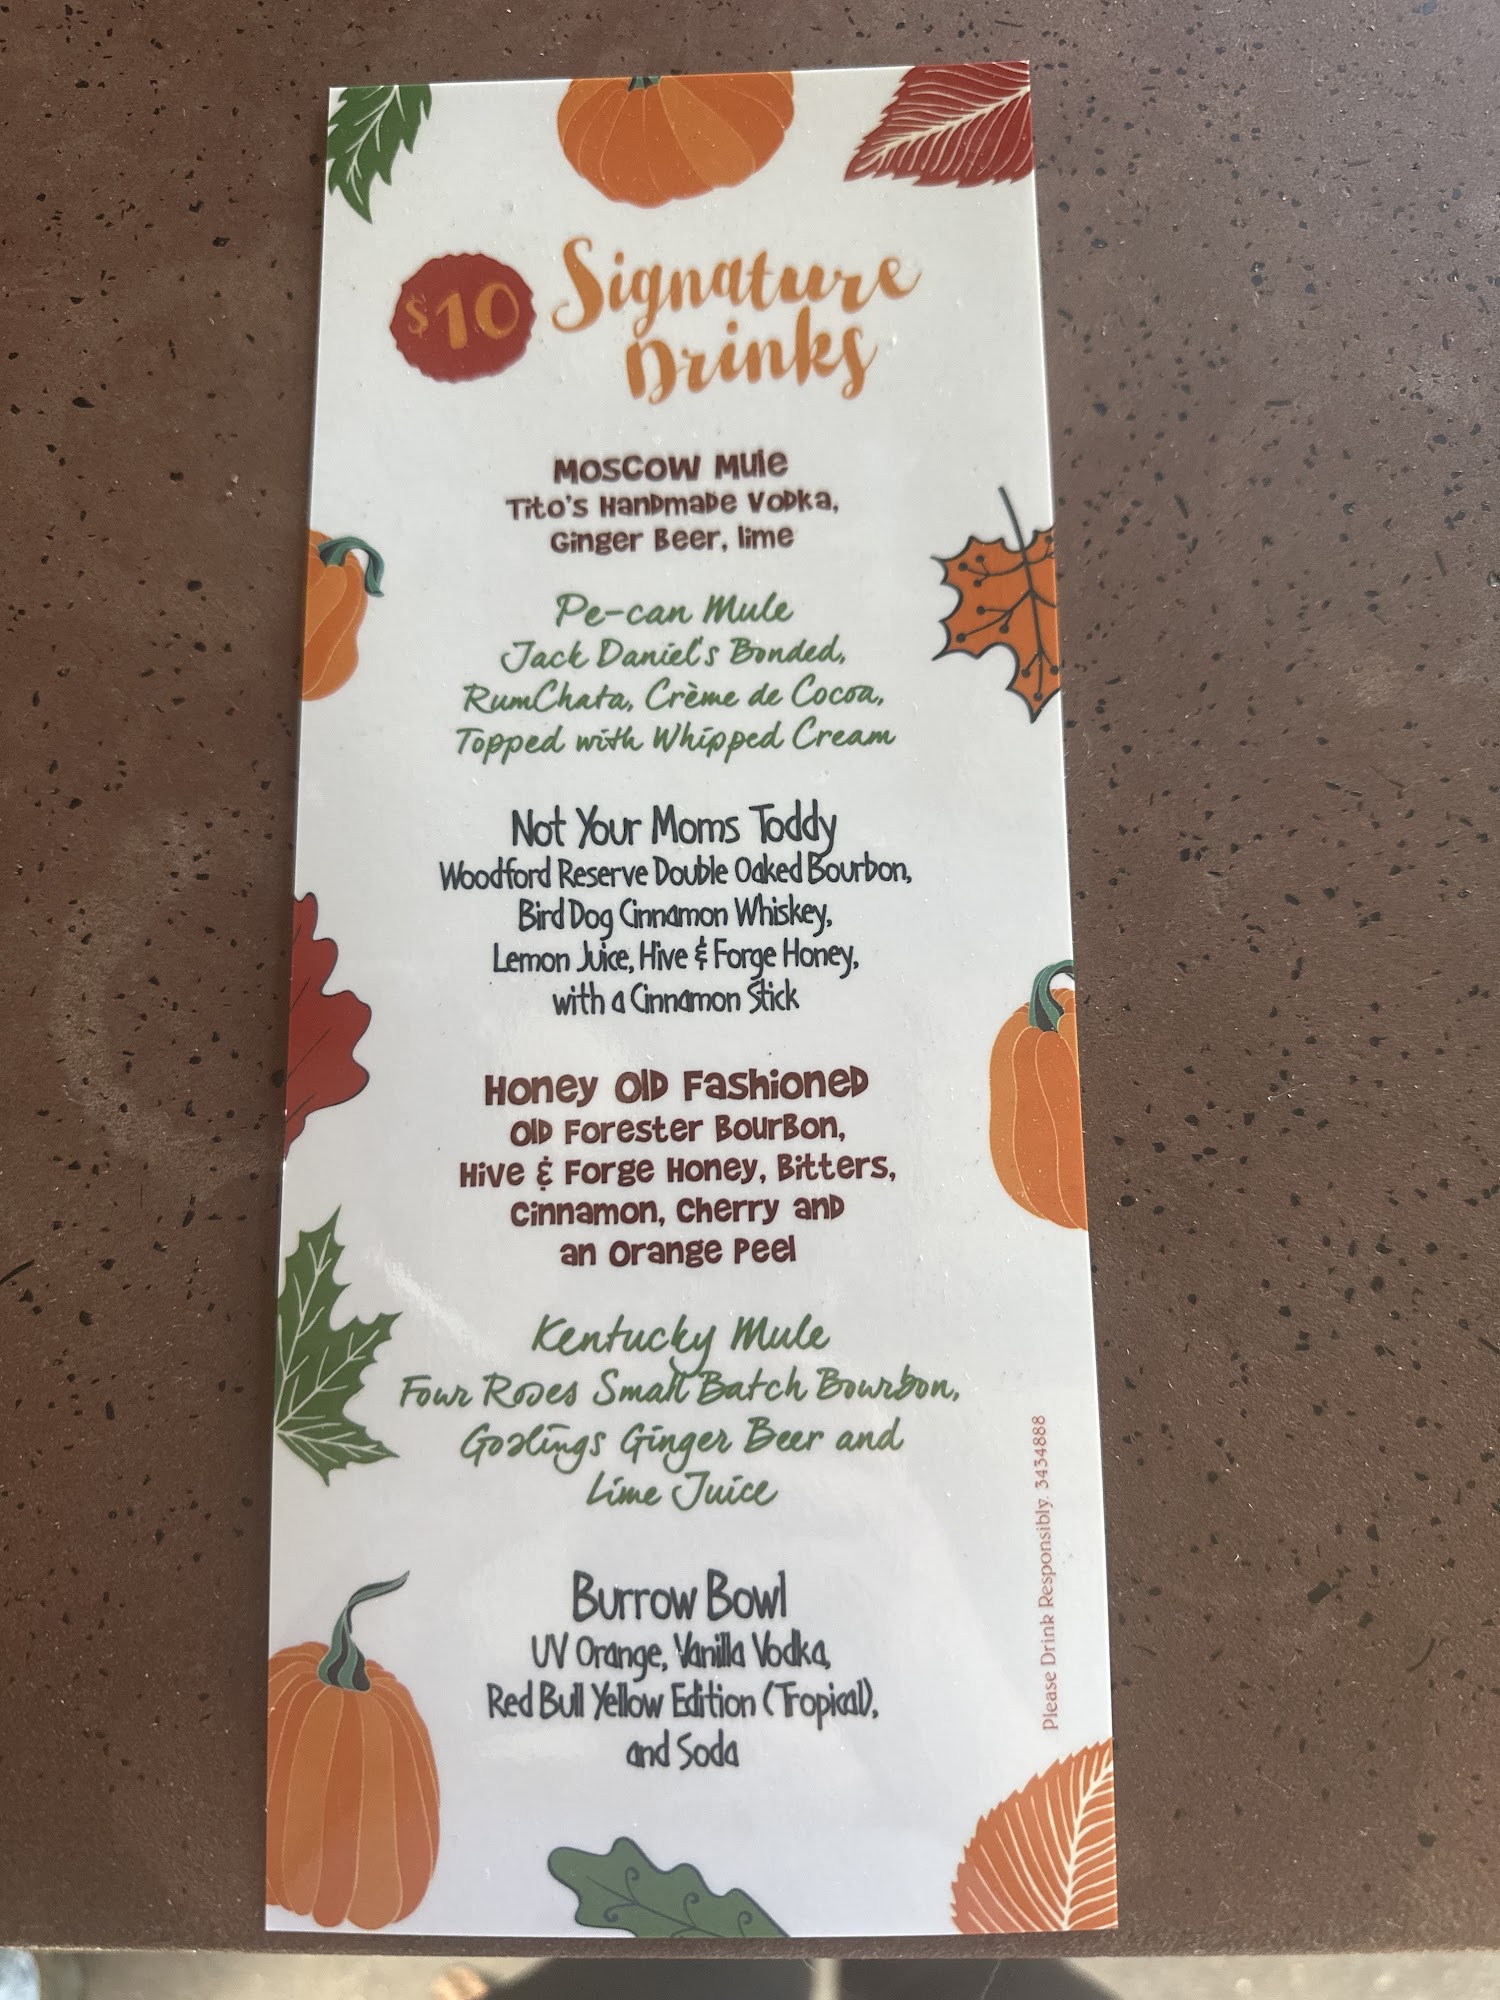 $10 Signature
Drinks
Moscow Mule
Tito's Handmade Vodka,
Ginger Beer, lime
Pe-can Mule
Jack Daniel's Bonded,
RumChata, Crème de Cocoa,
Topped with Whipped Cream
Not Your Moms Toddy
Woodford Reserve Double Oaked Bourbon,
Bird Dog Cinnamon Whiskey,
Lemon Juice, Hive & Forge Honey,
with a Cinnamon Stick
Honey Old Fashioned
Old Forester Bourbon,
Hive & Forge Honey, Bitters,
Cinnamon, Cherry and
an Orange Peel
Kentucky Mule
Four Roses Small Batch Bourbon,
Goslings Ginger Beer and
Lime Juice
Burrow Bowl
UV Orange, Vanilla Vodka,
Red Bull Yellow Edition (Tropical),
and Soda
Please Drink Responsibly. 3434888